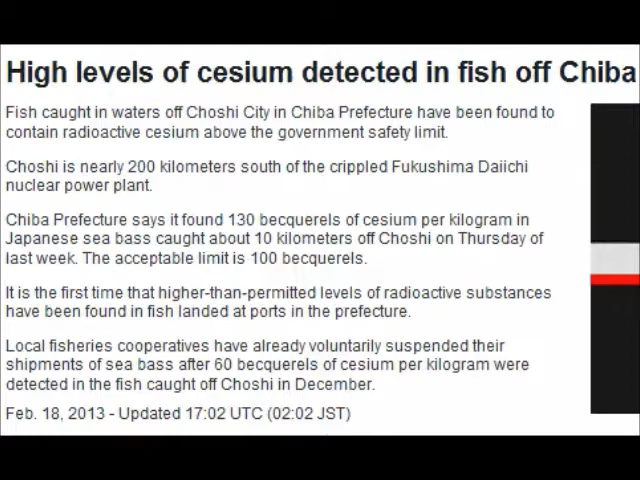 High levels of cesium detected in fish off Chiba
Fish caught in waters off Choshi City in Chiba Prefecture have been found to
contain radioactive cesium above the government safety limit.
Choshi is nearly 200 kilometers south of the crippled Fukushima Daiichi
nuclear power plant.
Chiba Prefecture says it found 130 becquerels of cesium per kilogram in
Japanese sea bass caught about 10 kilometers off Choshi on Thursday of
last week. The acceptable limit is 100 becquerels.
It is the first time that higher-than-permitted levels of radioactive substances
have been found in fish landed at ports in the prefecture.
Local fisheries cooperatives have already voluntarily suspended their
shipments of sea bass after 60 becquerels of cesium per kilogram were
detected in the fish caught off Choshi in December.
Feb. 18, 2013 - Updated 17:02 UTC (02:02 JST)